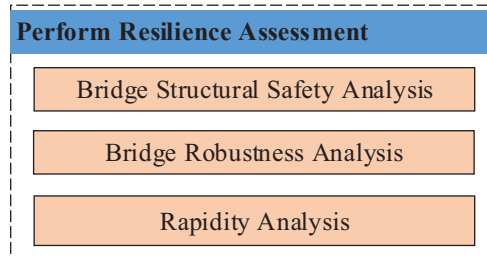 Perform Resilience Assessment
Bridge Structural Safety Analysis
Bridge Robustness Analysis
Rapidity Analysis